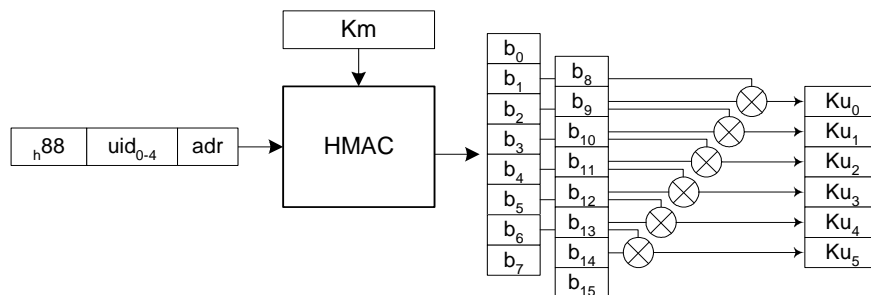 Km
HMAC
ₕ88 uid₀₋₄ adr
b₀
b₁
b₂
b₃
b₄
b₅
b₆
b₇
b₈
b₉
b₁₀
b₁₁
b₁₂
b₁₃
b₁₄
b₁₅
Ku₀
Ku₁
Ku₂
Ku₃
Ku₄
Ku₅